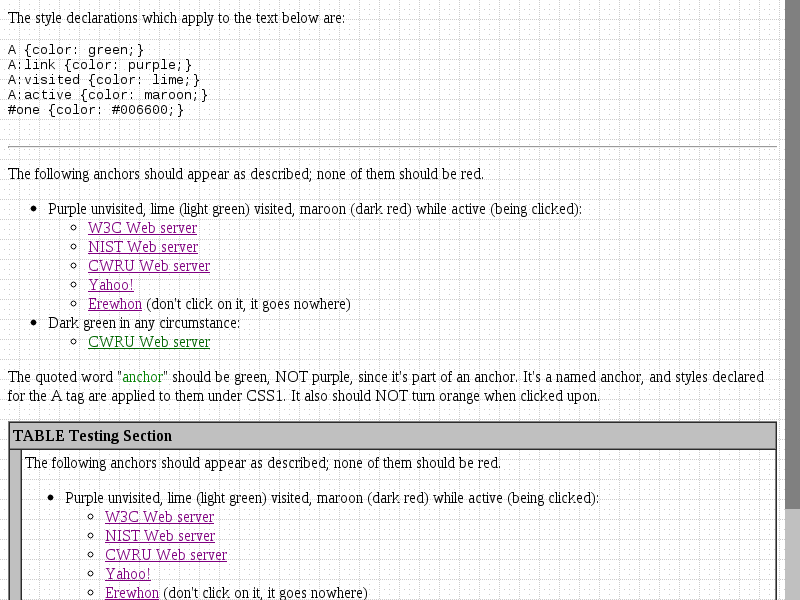 The style declarations which apply to the text below are:
A {color: green;}
A:link {color: purple;}
A:visited {color: lime;}
A:active {color: maroon;}
#one {color: #006600;}
The following anchors should appear as described; none of them should be red.
Purple unvisited, lime (light green) visited, maroon (dark red) while active (being clicked):
W3C Web server
NIST Web server
CWRU Web server
Yahoo!
Erewhon (don't click on it, it goes nowhere)
Dark green in any circumstance:
CWRU Web server
The quoted word "anchor" should be green, NOT purple, since it's part of an anchor. It's a named anchor, and styles declared
for the A tag are applied to them under CSS1. It also should NOT turn orange when clicked upon.
TABLE Testing Section
The following anchors should appear as described; none of them should be red.
Purple unvisited, lime (light green) visited, maroon (dark red) while active (being clicked):
W3C Web server
NIST Web server
CWRU Web server
Yahoo!
Erewhon (don't click on it, it goes nowhere)